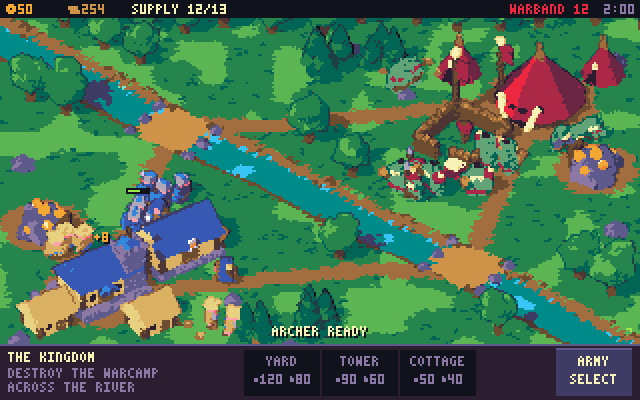 50 254 SUPPLY 12/13 WARBAND 12 2:00
+8
ARCHER READY
THE KINGDOM
DESTROY THE WARCAMP
ACROSS THE RIVER
YARD
120 80
TOWER
90 60
COTTAGE
50 40
ARMY
SELECT